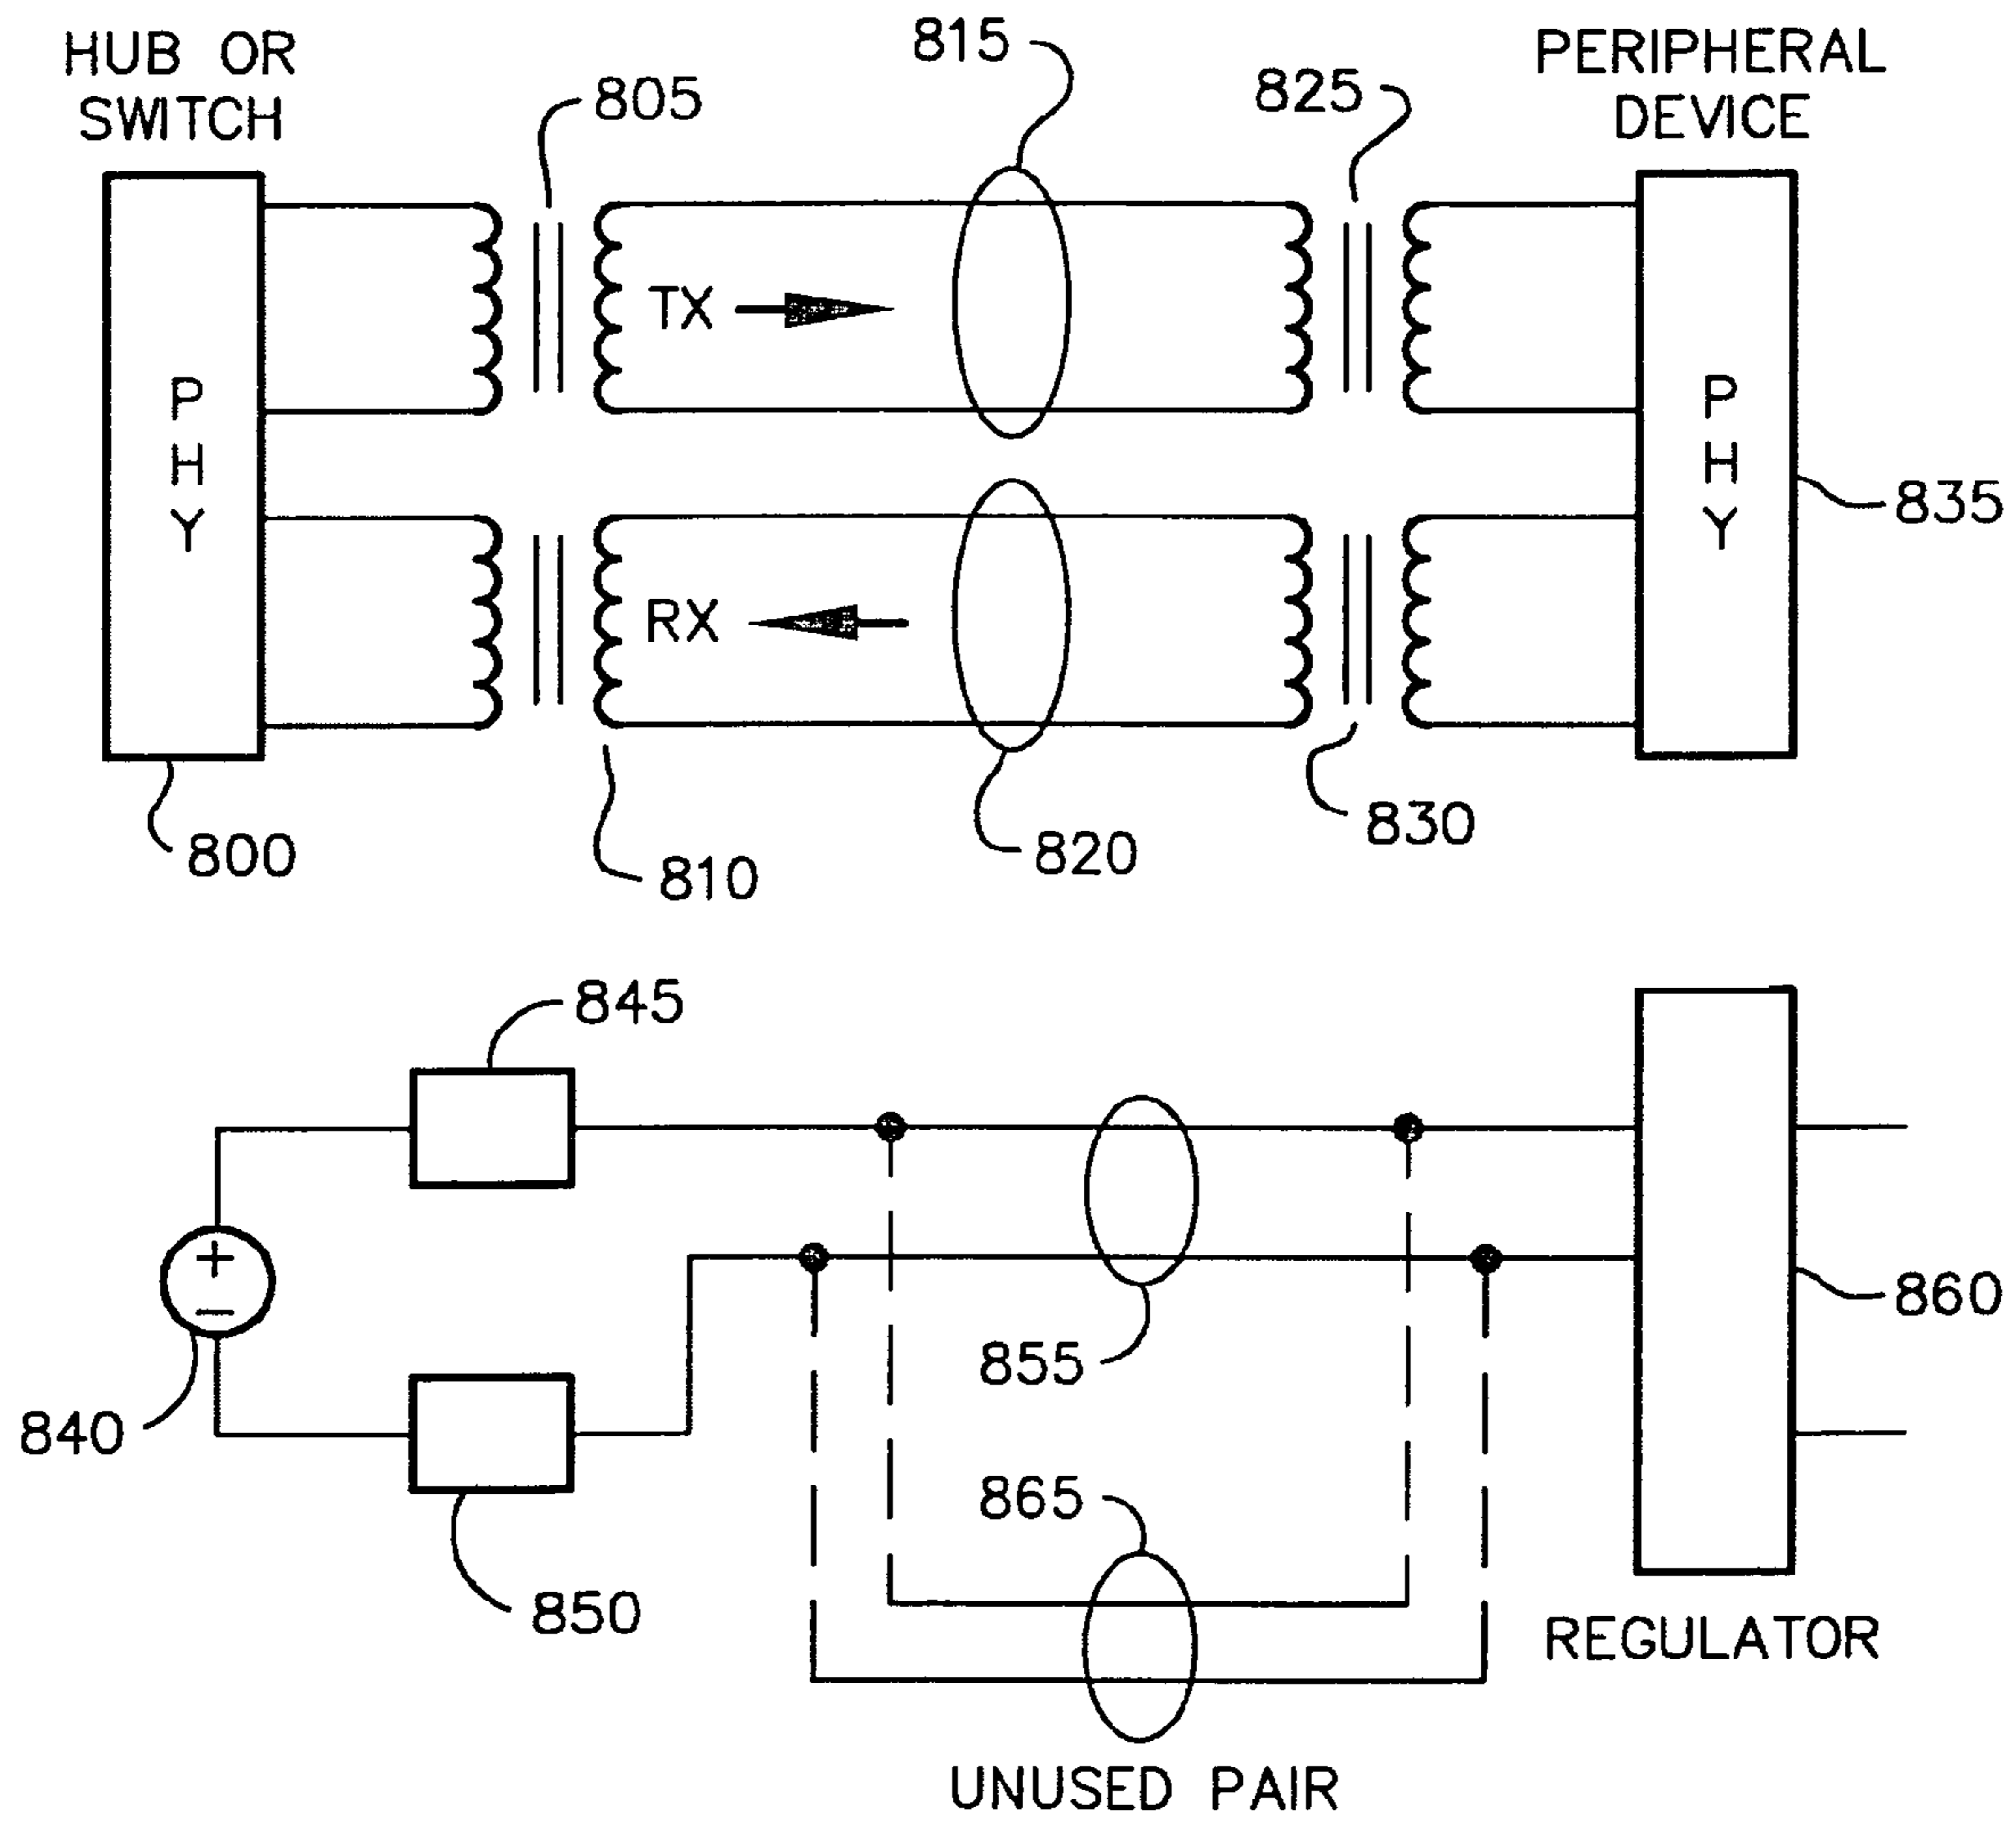 HUB OR
SWITCH
805
815
825
PERIPHERAL
DEVICE
TX
P
H
Y
P
H
Y
835
RX
800
810
820
830
845
+
−
840
855
860
865
850
REGULATOR
UNUSED PAIR